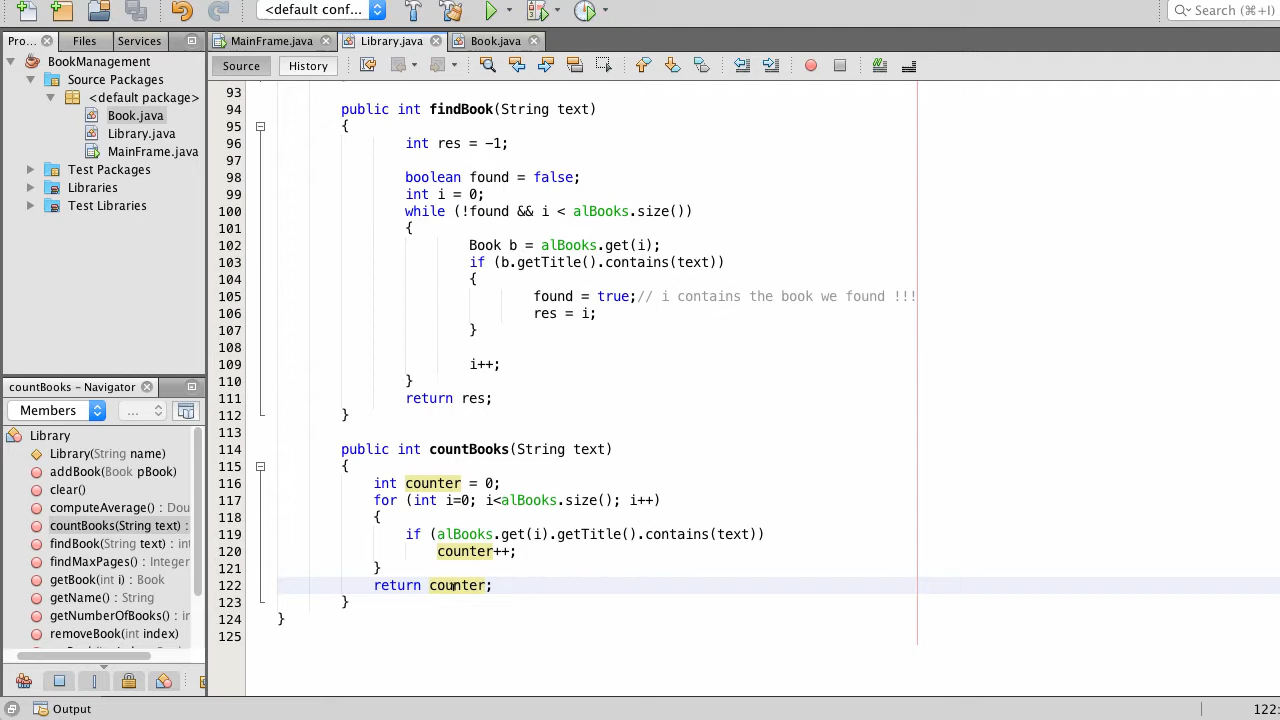 <default conf...
Search (⌘+I)
Pro...
Files
Services
MainFrame.java
Library.java
Book.java
Source
History
BookManagement
Source Packages
<default package>
Book.java
Library.java
MainFrame.java
Test Packages
Libraries
Test Libraries
countBooks - Navigator
Members
...
Library
Library(String name)
addBook(Book pBook)
clear()
computeAverage() : Dou
countBooks(String text) :
findBook(String text) : int
findMaxPages() : Integer
getBook(int i) : Book
getName() : String
getNumberOfBooks() : i
removeBook(int index)
93
94 public int findBook(String text)
95 {
96 int res = -1;
97
98 boolean found = false;
99 int i = 0;
100 while (!found && i < alBooks.size())
101 {
102 Book b = alBooks.get(i);
103 if (b.getTitle().contains(text))
104 {
105 found = true;// i contains the book we found !!!
106 res = i;
107 }
108
109 i++;
110 }
111 return res;
112 }
113
114 public int countBooks(String text)
115 {
116 int counter = 0;
117 for (int i=0; i<alBooks.size(); i++)
118 {
119 if (alBooks.get(i).getTitle().contains(text))
120 counter++;
121 }
122 return counter;
123 }
124 }
125
Output
122: